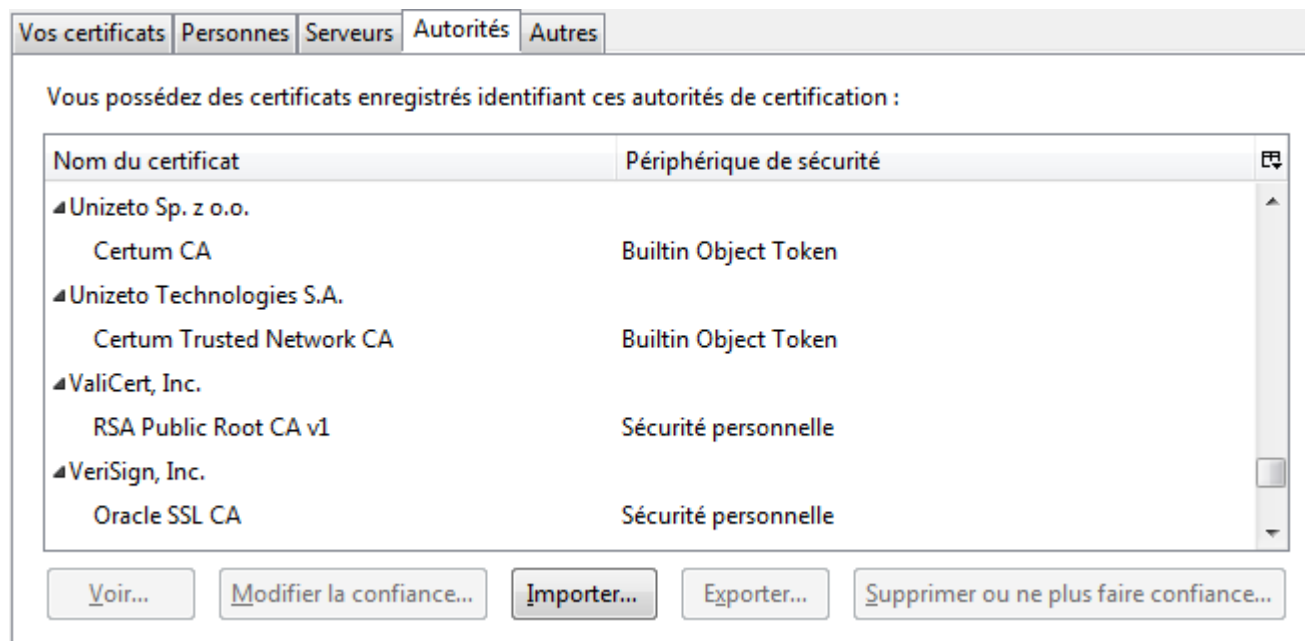 Vos certificats Personnes Serveurs Autorités Autres
Vous possédez des certificats enregistrés identifiant ces autorités de certification :
Nom du certificat Périphérique de sécurité
Unizeto Sp. z o.o.
Certum CA Builtin Object Token
Unizeto Technologies S.A.
Certum Trusted Network CA Builtin Object Token
ValiCert, Inc.
RSA Public Root CA v1 Sécurité personnelle
VeriSign, Inc.
Oracle SSL CA Sécurité personnelle
Voir... Modifier la confiance... Importer... Exporter... Supprimer ou ne plus faire confiance...